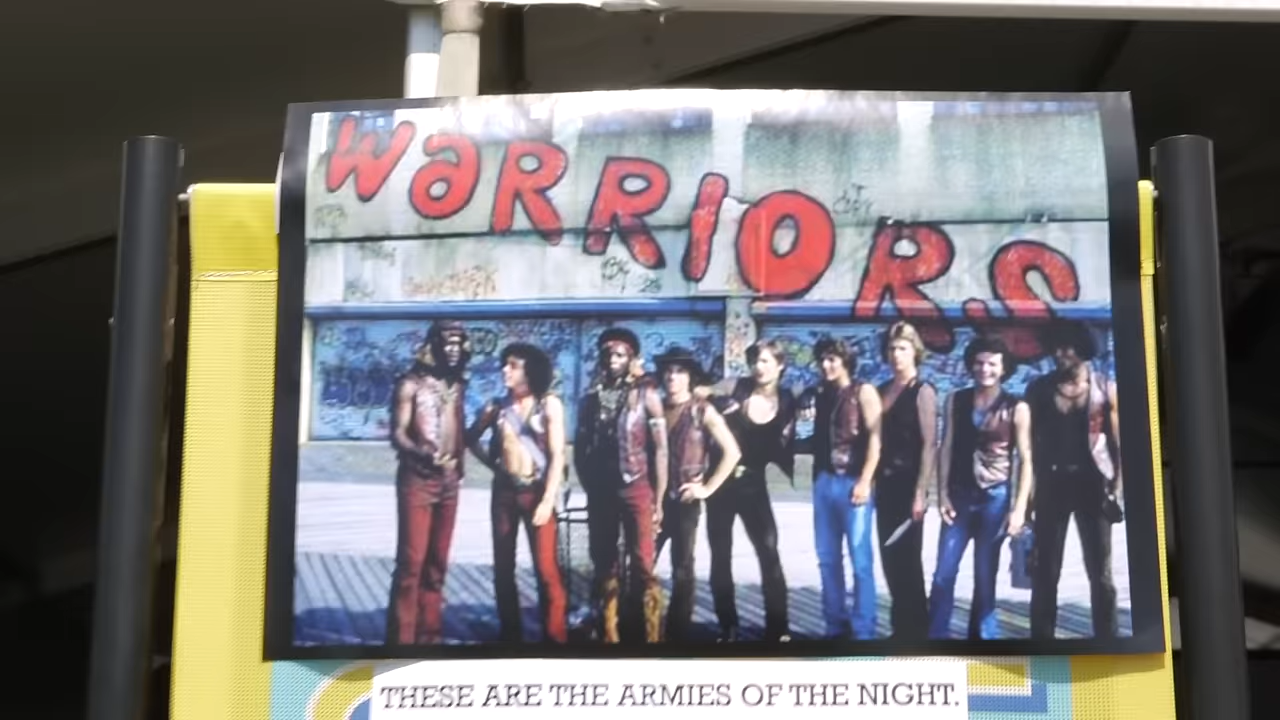 WaRRIORS
THESE ARE THE ARMIES OF THE NIGHT.